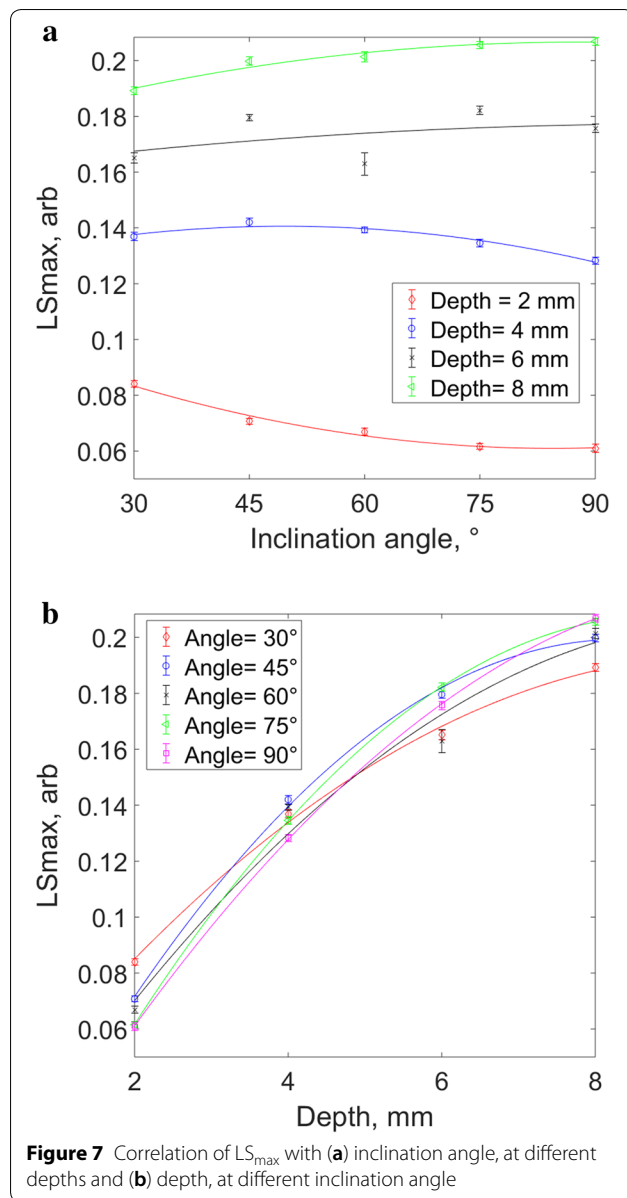 a
0.2
0.18
0.16
0.14
0.12
0.1
0.08
0.06
LSmax, arb
Depth = 2 mm
Depth= 4 mm
Depth= 6 mm
Depth= 8 mm
30 45 60 75 90
Inclination angle, °
b
0.2
0.18
0.16
0.14
0.12
0.1
0.08
0.06
LSmax, arb
Angle= 30°
Angle= 45°
Angle= 60°
Angle= 75°
Angle= 90°
2 4 6 8
Depth, mm
Figure 7 Correlation of LSmax with (a) inclination angle, at different
depths and (b) depth, at different inclination angle